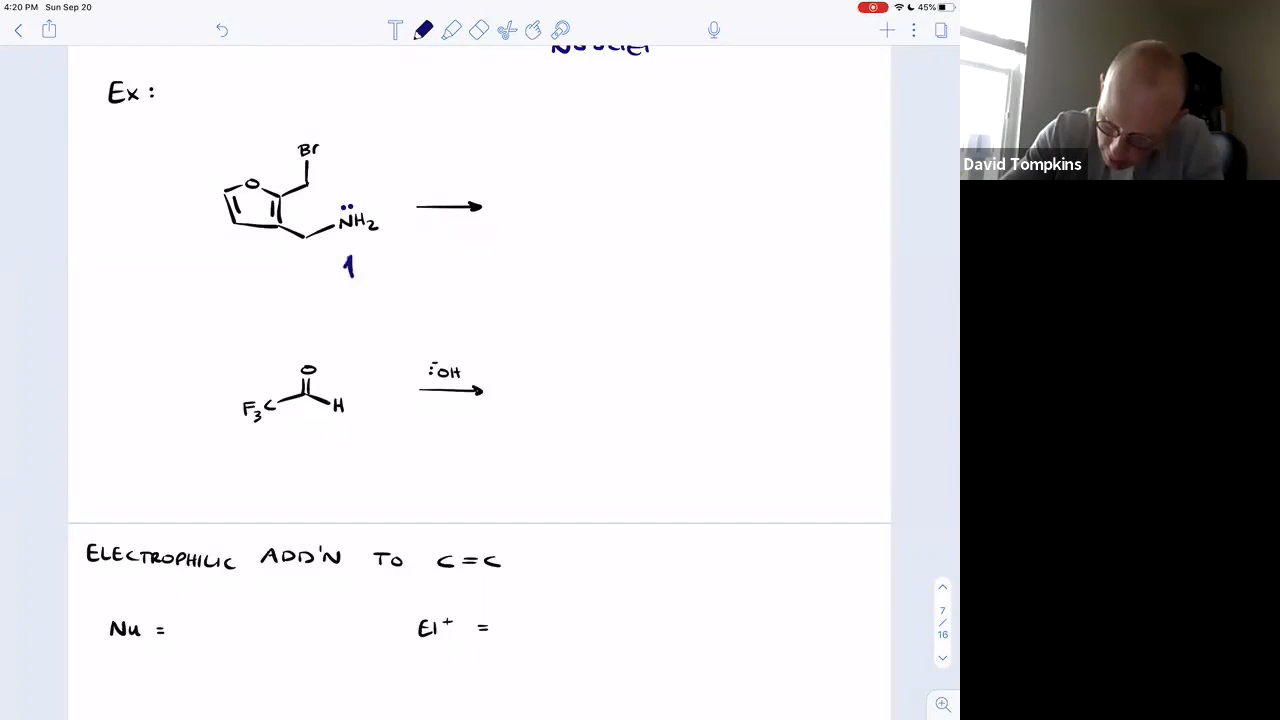 4:20 PM Sun Sep 20
45%
Ex:
Br
O
NH2
1
O
F3C
H
:OH
ELECTROPHILIC ADD'N TO C=C
Nu =
El+ =
7
/
16
David Tompkins
T